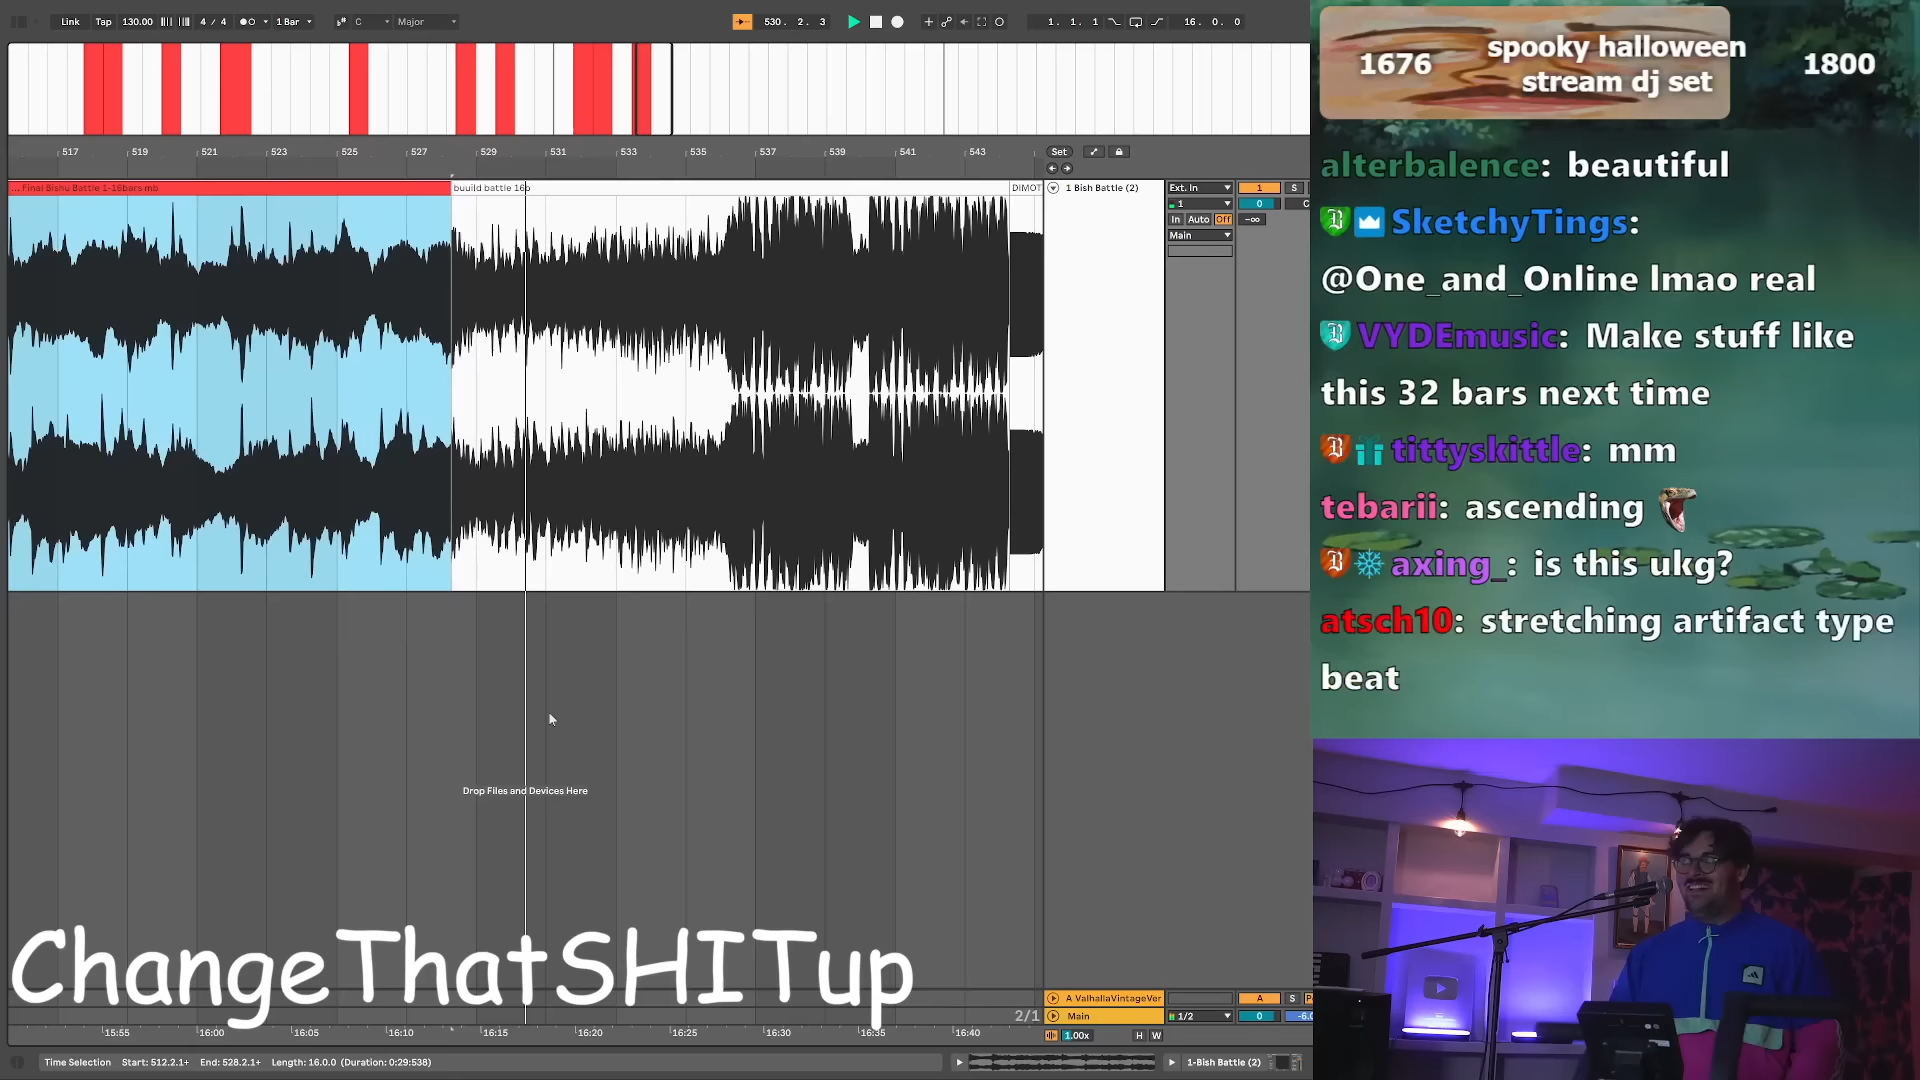 Link Tap 130.00 4 / 4 1 Bar C Major 530. 2. 3 1. 1. 1 16. 0. 0
517 519 521 523 525 527 529 531 533 535 537 539 541 543 Set
... Final Bishu Battle 1-16bars mb
buuild battle 16b
DIMOT
1 Bish Battle (2)
Ext. In 1 S
1 0 C
In Auto Off -∞
Main
Drop Files and Devices Here
ChangeThatSHITup
A ValhallaVintageVer A S
2/1 Main 1/2 0 -6.0
15:55 16:00 16:05 16:10 16:15 16:20 16:25 16:30 16:35 16:40
1.00x H W
Time Selection Start: 512.2.1+ End: 528.2.1+ Length: 16.0.0 (Duration: 0:29:538)
1-Bish Battle (2)
1676 spooky halloween stream dj set 1800
alterbalence: beautiful
SketchyTings:
@One_and_Online lmao real
VYDEmusic: Make stuff like
this 32 bars next time
tittyskittle: mm
tebarii: ascending
axing_: is this ukg?
atsch10: stretching artifact type
beat